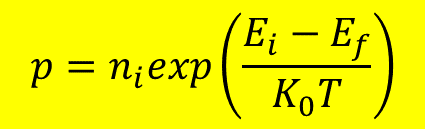 p = n_i exp((E_i − E_f)/(K_0 T))